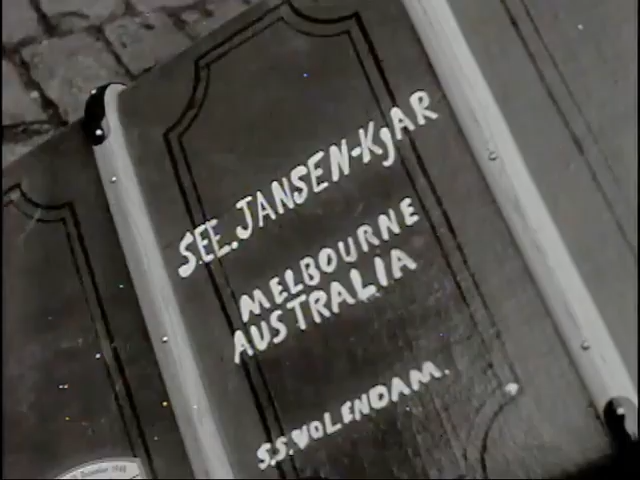 SEE. JANSEN-KJAR
MELBOURNE
AUSTRALIA
S.S. VOLENDAM.